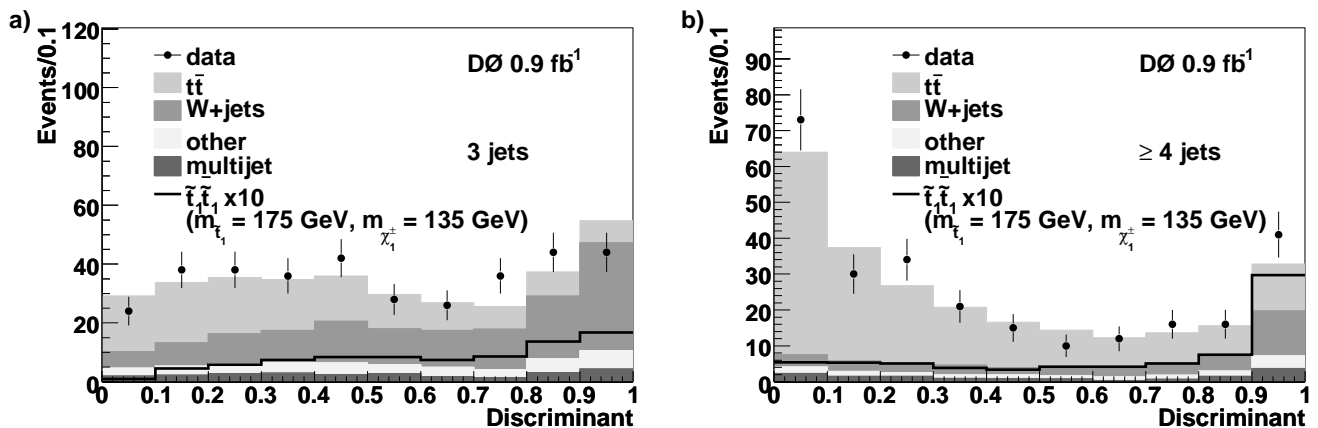 a)
Events/0.1
120
100
80
60
40
20
0
data
tt̄
W+jets
other
multijet
t̃₁t̃̄₁ x10
(m_t̃₁ = 175 GeV, m_χ₁± = 135 GeV)
DØ 0.9 fb⁻¹
3 jets
0 0.1 0.2 0.3 0.4 0.5 0.6 0.7 0.8 0.9 1
Discriminant
b)
Events/0.1
90
80
70
60
50
40
30
20
10
0
data
tt̄
W+jets
other
multijet
t̃₁t̃̄₁ x10
(m_t̃₁ = 175 GeV, m_χ₁± = 135 GeV)
DØ 0.9 fb⁻¹
≥ 4 jets
0 0.1 0.2 0.3 0.4 0.5 0.6 0.7 0.8 0.9 1
Discriminant